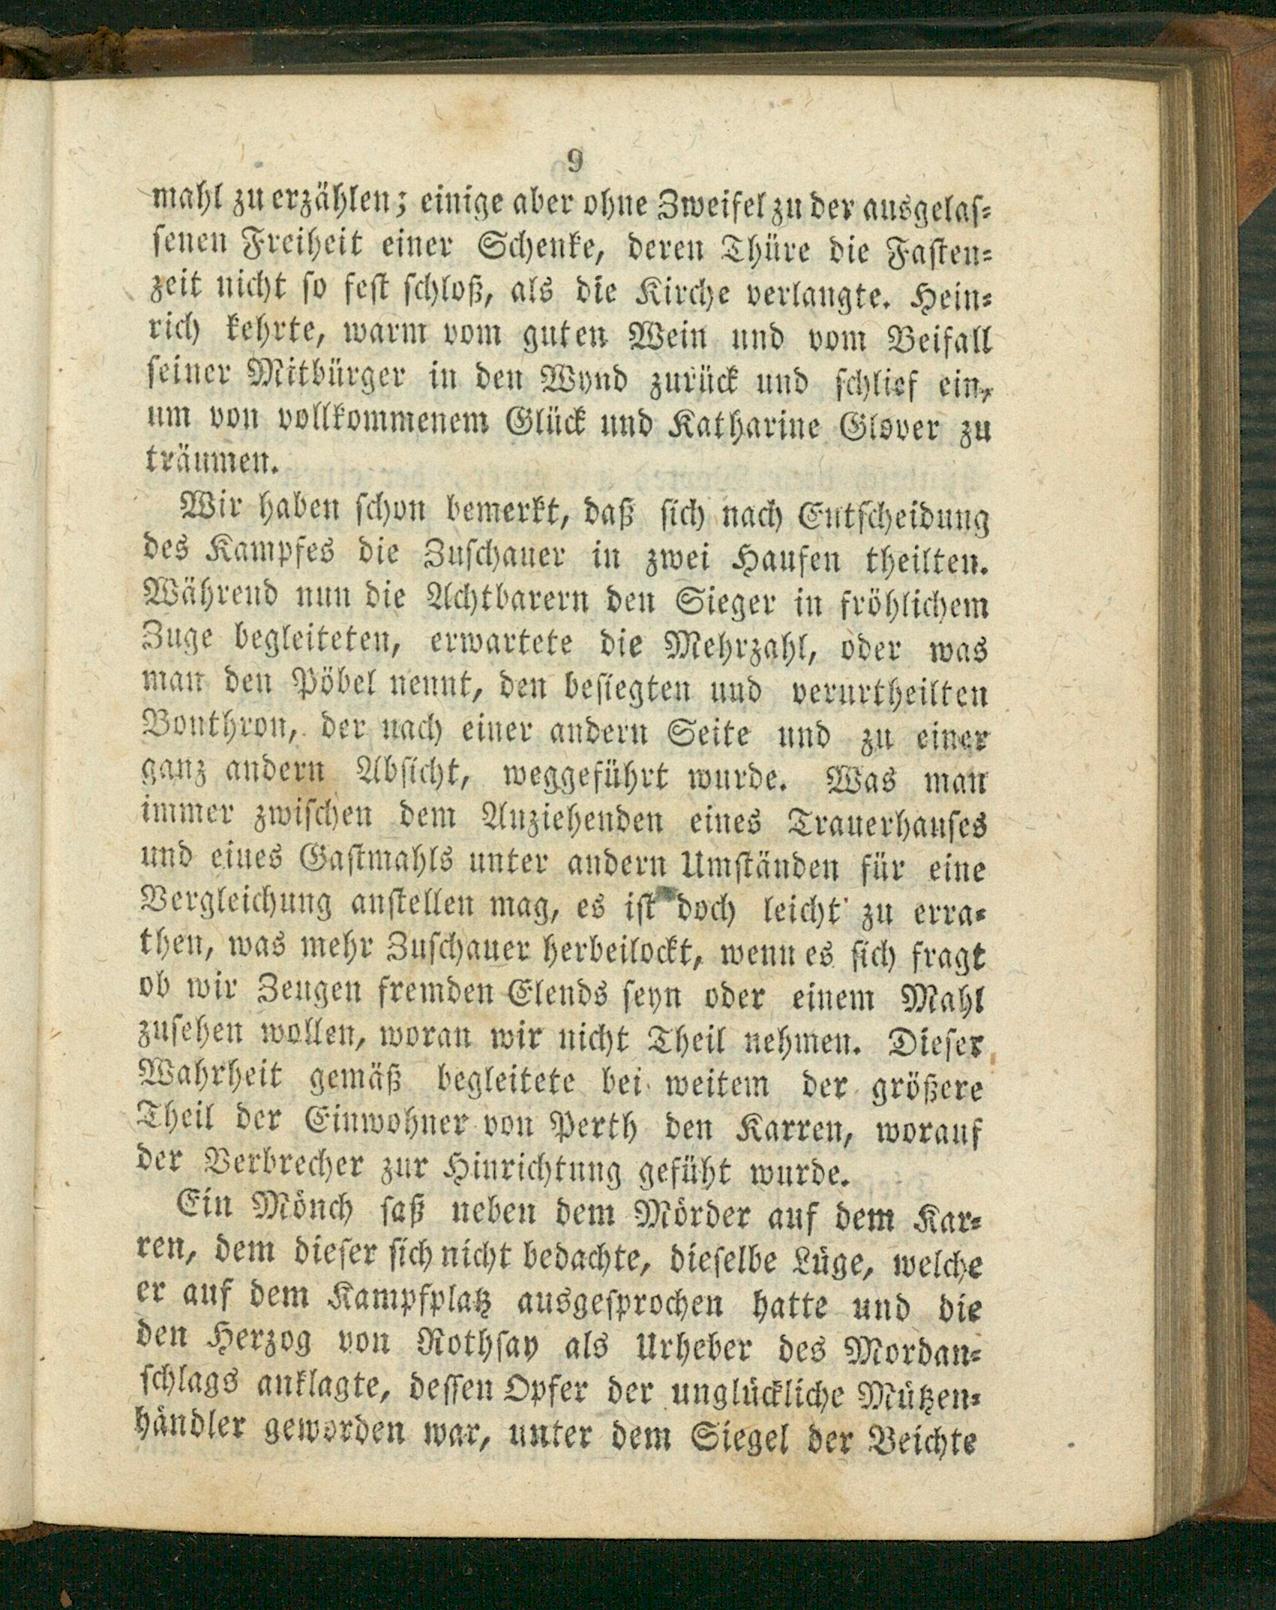 9
mahl zu erzählen; einige aber ohne Zweifel zu der ausgelas-
senen Freiheit einer Schenke, deren Thüre die Fasten-
zeit nicht so fest schloß, als die Kirche verlangte. Hein-
rich kehrte, warm vom guten Wein und vom Beifall
seiner Mitbürger in den Wynd zurück und schlief ein,
um von vollkommenem Glück und Katharine Glover zu
träumen.
Wir haben schon bemerkt, daß sich nach Entscheidung
des Kampfes die Zuschauer in zwei Haufen theilten.
Während nun die Achtbarern den Sieger in fröhlichem
Zuge begleiteten, erwartete die Mehrzahl, oder was
man den Pöbel nennt, den besiegten und verurtheilten
Bonthron, der nach einer andern Seite und zu einer
ganz andern Absicht, weggeführt wurde. Was man
immer zwischen dem Anziehenden eines Trauerhauses
und eines Gastmahls unter andern Umständen für eine
Vergleichung anstellen mag, es ist doch leicht zu erra-
then, was mehr Zuschauer herbeilockt, wenn es sich fragt
ob wir Zeugen fremden Elends seyn oder einem Mahl
zusehen wollen, woran wir nicht Theil nehmen. Dieser
Wahrheit gemäß begleitete bei weitem der größere
Theil der Einwohner von Perth den Karren, worauf
der Verbrecher zur Hinrichtung gefüht wurde.
Ein Mönch saß neben dem Mörder auf dem Kar-
ren, dem dieser sich nicht bedachte, dieselbe Lüge, welche
er auf dem Kampfplatz ausgesprochen hatte und die
den Herzog von Rothsay als Urheber des Mordan-
schlags anklagte, dessen Opfer der unglückliche Mützen-
händler geworden war, unter dem Siegel der Beichte